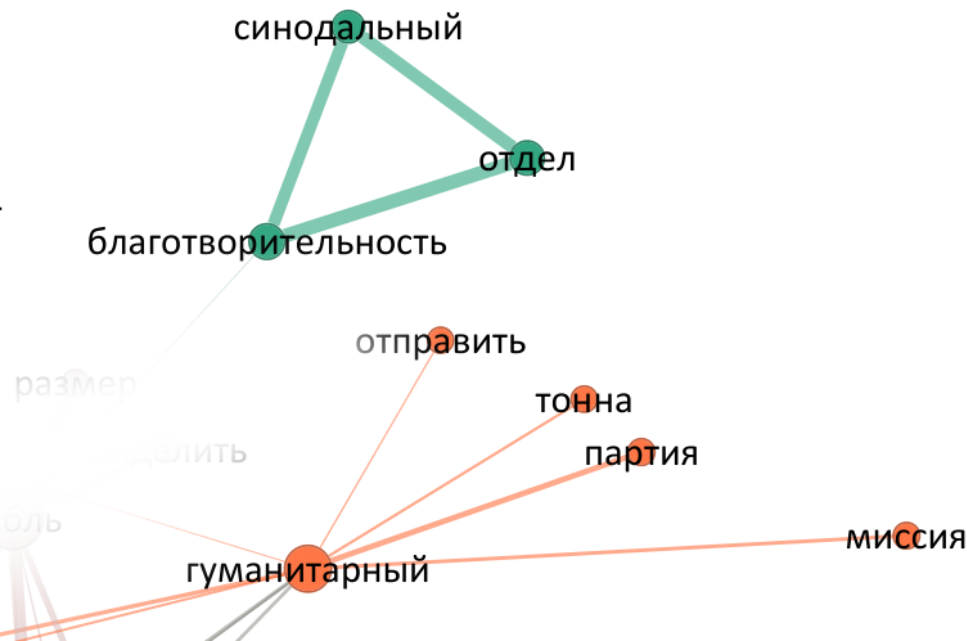 синодальный
отдел
благотворительность
отправить
тонна
размер
партия
миссия
гуманитарный